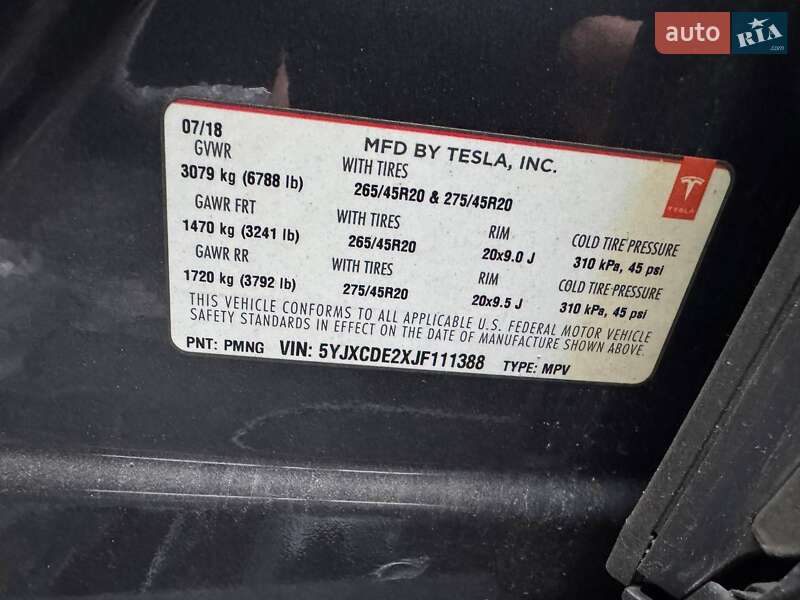 auto RIA.com
07/18 MFD BY TESLA, INC.
GVWR WITH TIRES
3079 kg (6788 lb) 265/45R20 & 275/45R20
GAWR FRT WITH TIRES RIM COLD TIRE PRESSURE
1470 kg (3241 lb) 265/45R20 20x9.0 J 310 kPa, 45 psi
GAWR RR WITH TIRES RIM COLD TIRE PRESSURE
1720 kg (3792 lb) 275/45R20 20x9.5 J 310 kPa, 45 psi
THIS VEHICLE CONFORMS TO ALL APPLICABLE U.S. FEDERAL MOTOR VEHICLE
SAFETY STANDARDS IN EFFECT ON THE DATE OF MANUFACTURE SHOWN ABOVE.
PNT: PMNG VIN: 5YJXCDE2XJF111388 TYPE: MPV
TESLA